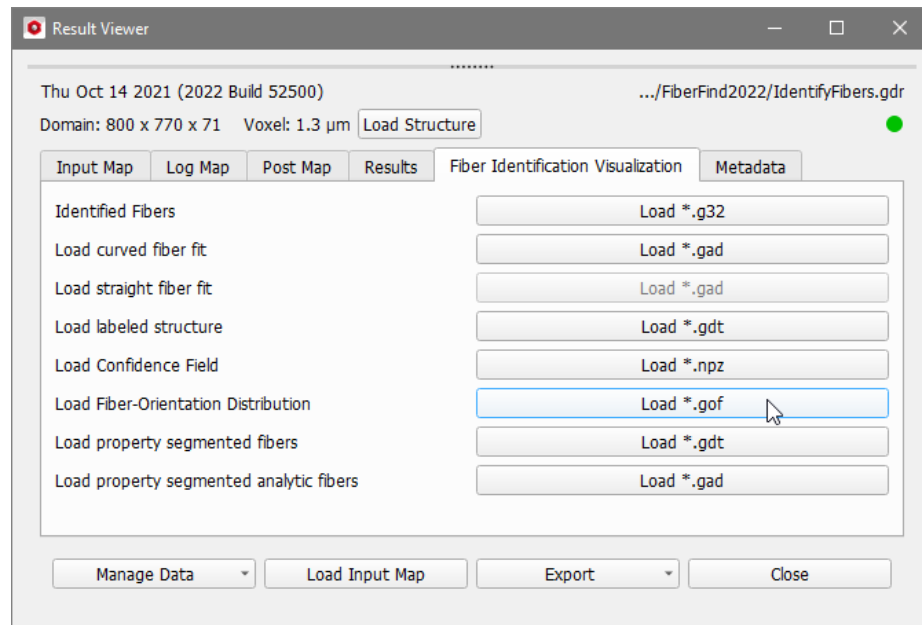 Result Viewer
Thu Oct 14 2021 (2022 Build 52500) .../FiberFind2022/IdentifyFibers.gdr
Domain: 800 x 770 x 71 Voxel: 1.3 µm Load Structure
Input Map Log Map Post Map Results Fiber Identification Visualization Metadata
Identified Fibers Load *.g32
Load curved fiber fit Load *.gad
Load straight fiber fit Load *.gad
Load labeled structure Load *.gdt
Load Confidence Field Load *.npz
Load Fiber-Orientation Distribution Load *.gof
Load property segmented fibers Load *.gdt
Load property segmented analytic fibers Load *.gad
Manage Data Load Input Map Export Close